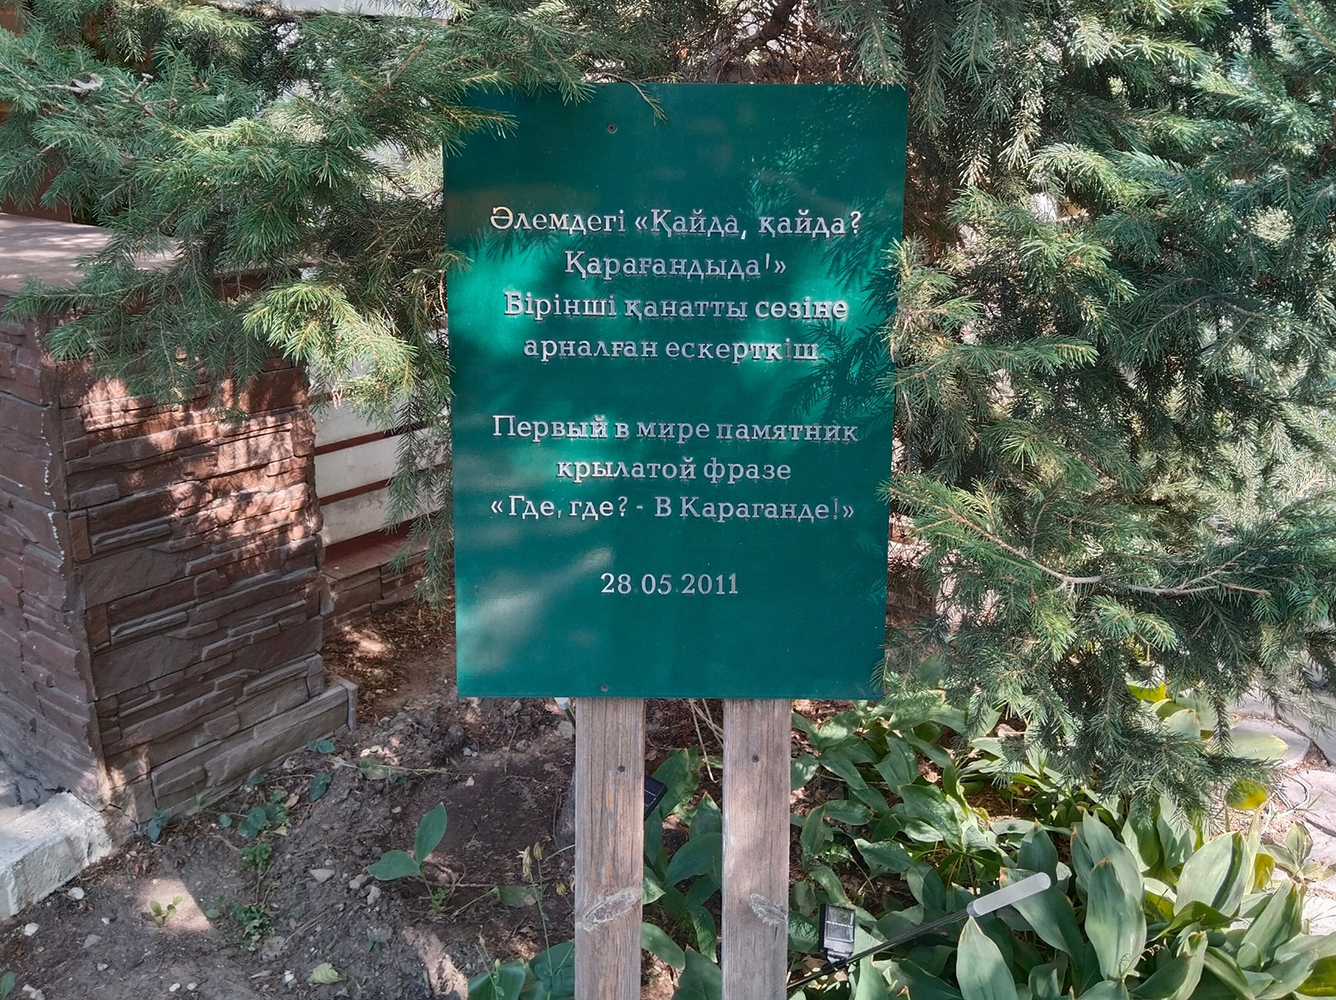 Әлемдегі «Қайда, қайда?
Қарағандыда!»
Бірінші қанатты сөзіне
арналған ескерткіш
Первый в мире памятник
крылатой фразе
«Где, где? - В Караганде!»
28.05.2011